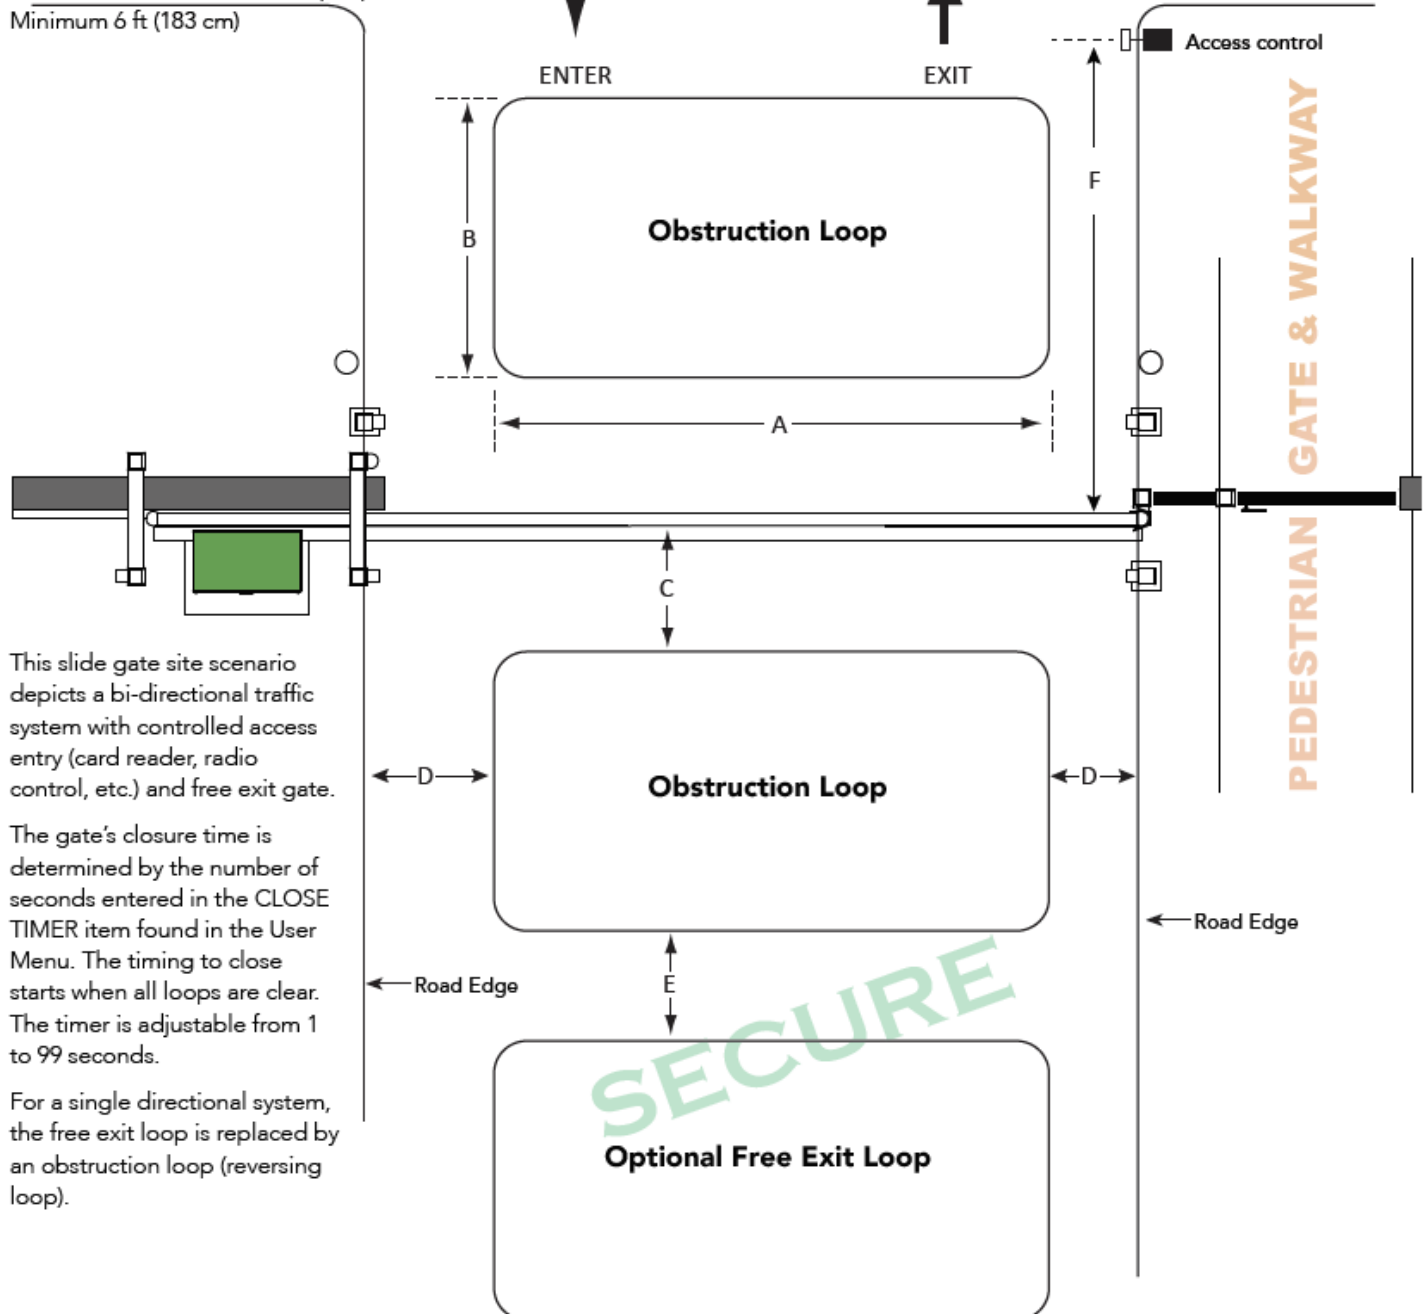 Minimum 6 ft (183 cm)
ENTER
EXIT
Access control
F
B
Obstruction Loop
A
PEDESTRIAN GATE & WALKWAY
C
This slide gate site scenario
depicts a bi-directional traffic
system with controlled access
entry (card reader, radio
control, etc.) and free exit gate.
D
Obstruction Loop
D
The gate's closure time is
determined by the number of
seconds entered in the CLOSE
TIMER item found in the User
Menu. The timing to close
starts when all loops are clear.
The timer is adjustable from 1
to 99 seconds.
Road Edge
Road Edge
E
SECURE
For a single directional system,
the free exit loop is replaced by
an obstruction loop (reversing
loop).
Optional Free Exit Loop